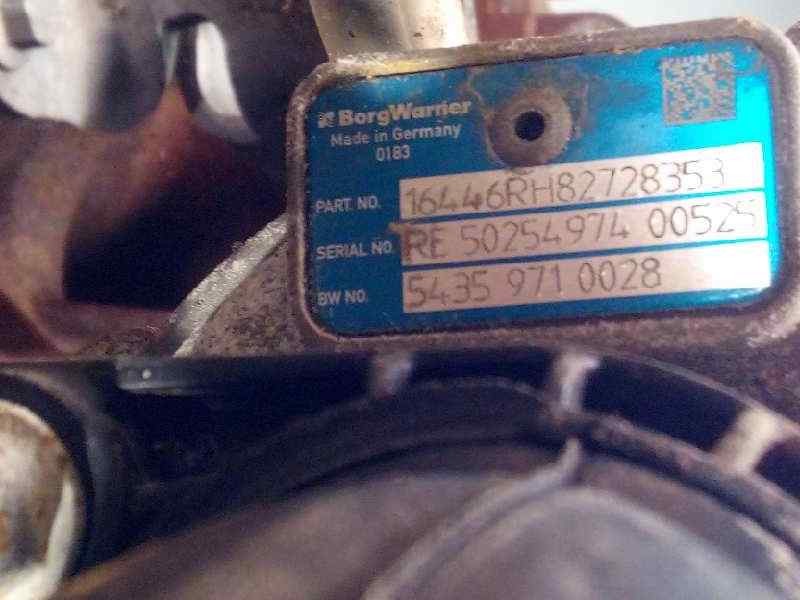 BorgWarner
Made in Germany
0183
PART NO. 16446RH82728353
SERIAL NO. RE 50254974 00525
BW NO. 5435 971 0028